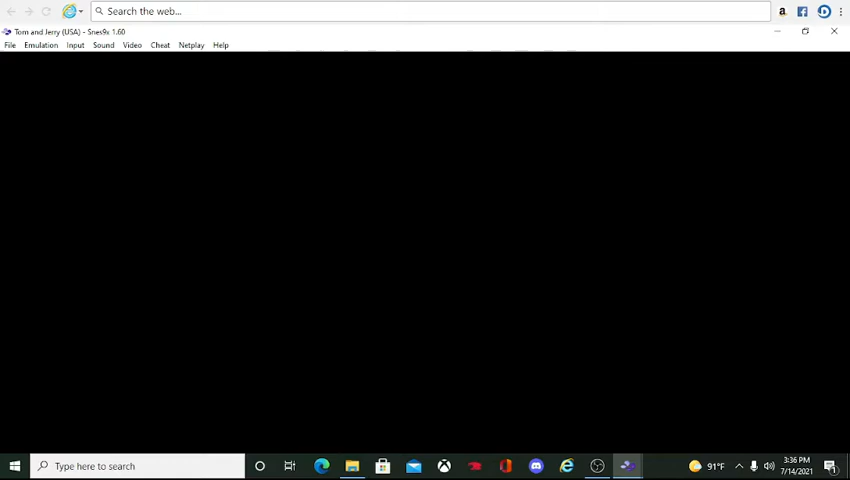 Search the web...
Tom and Jerry (USA) - Snes9x 1.60
File Emulation Input Sound Video Cheat Netplay Help
Type here to search
91°F
3:36 PM
7/14/2021